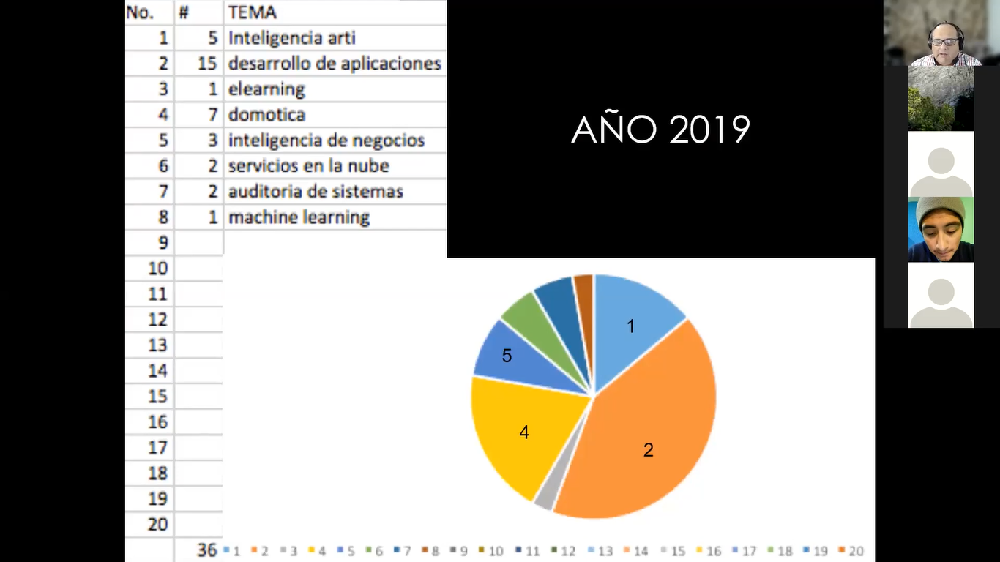 No. # TEMA
1 5 Inteligencia arti
2 15 desarrollo de aplicaciones
3 1 elearning
4 7 domotica
5 3 inteligencia de negocios
6 2 servicios en la nube
7 2 auditoria de sistemas
8 1 machine learning
9
10
11
12
13
14
15
16
17
18
19
20
36
AÑO 2019
1
5
4
2
1 2 3 4 5 6 7 8 9 10 11 12 13 14 15 16 17 18 19 20